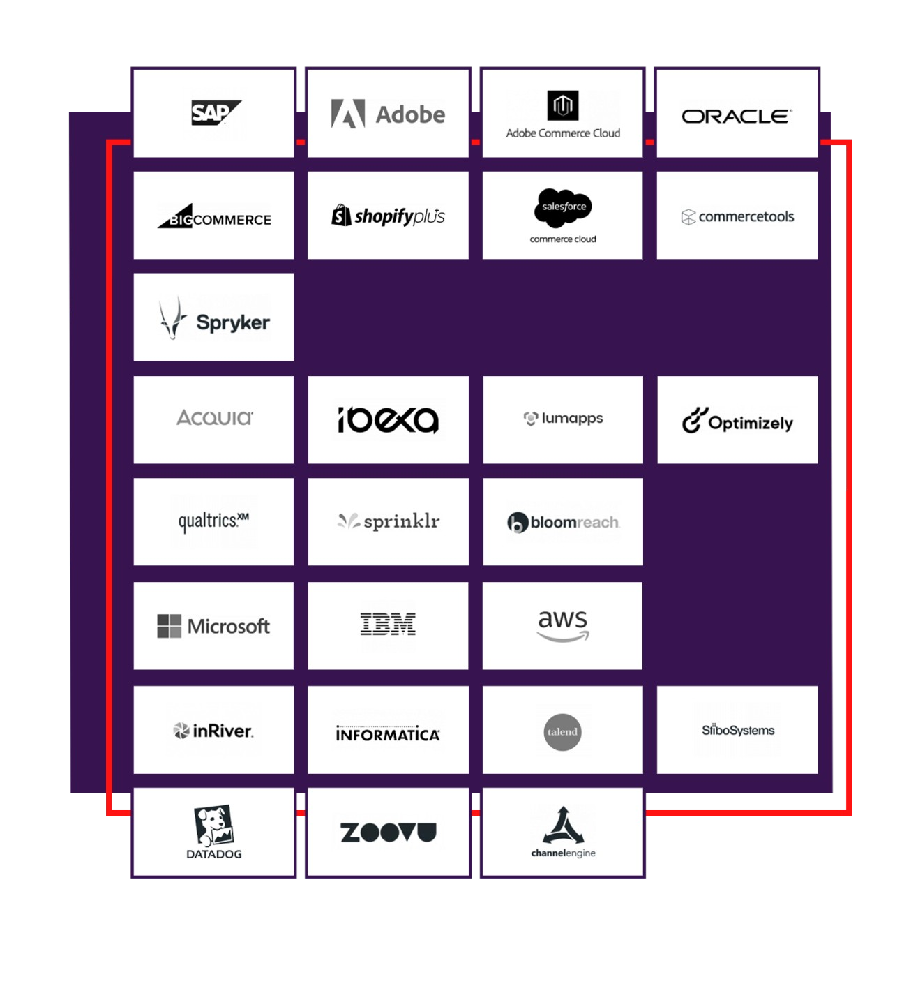 SAP
Adobe
Adobe Commerce Cloud
ORACLE
BIGCOMMERCE
shopifyplus
salesforce
commerce cloud
commercetools
Spryker
Acquia
ibexa
lumapps
Optimizely
qualtrics.XM
sprinklr
bloomreach
Microsoft
IBM
aws
inRiver.
INFORMATICA
talend
StiboSystems
DATADOG
ZOOVU
channelengine